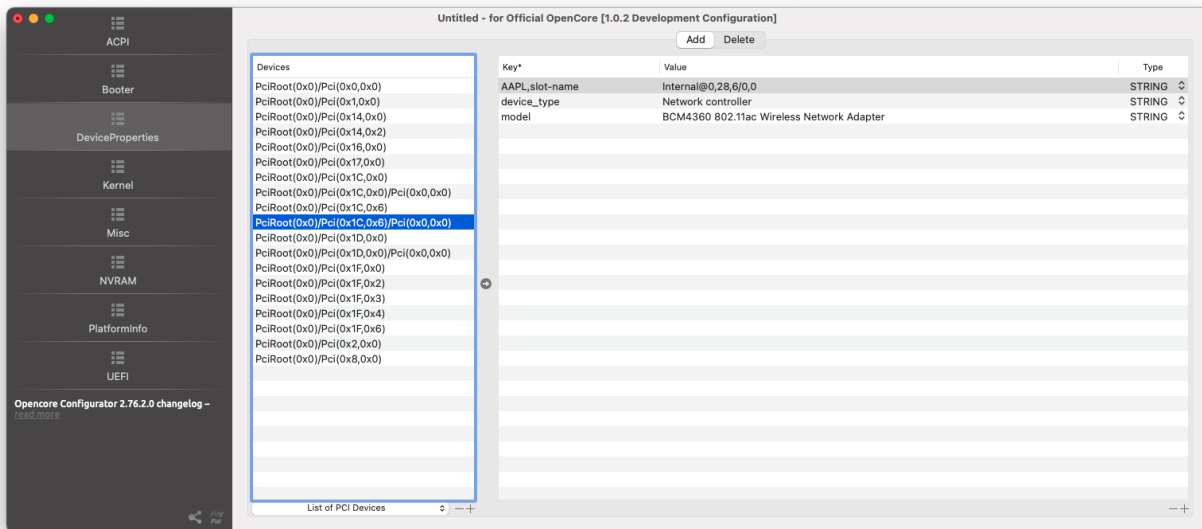 Untitled - for Official OpenCore [1.0.2 Development Configuration]
ACPI
Booter
DeviceProperties
Kernel
Misc
NVRAM
PlatformInfo
UEFI
Opencore Configurator 2.76.2.0 changelog –
read more
Pay
Pal
Add Delete
Devices
PciRoot(0x0)/Pci(0x0,0x0)
PciRoot(0x0)/Pci(0x1,0x0)
PciRoot(0x0)/Pci(0x14,0x0)
PciRoot(0x0)/Pci(0x14,0x2)
PciRoot(0x0)/Pci(0x16,0x0)
PciRoot(0x0)/Pci(0x17,0x0)
PciRoot(0x0)/Pci(0x1C,0x0)
PciRoot(0x0)/Pci(0x1C,0x0)/Pci(0x0,0x0)
PciRoot(0x0)/Pci(0x1C,0x6)
PciRoot(0x0)/Pci(0x1C,0x6)/Pci(0x0,0x0)
PciRoot(0x0)/Pci(0x1D,0x0)
PciRoot(0x0)/Pci(0x1D,0x0)/Pci(0x0,0x0)
PciRoot(0x0)/Pci(0x1F,0x0)
PciRoot(0x0)/Pci(0x1F,0x2)
PciRoot(0x0)/Pci(0x1F,0x3)
PciRoot(0x0)/Pci(0x1F,0x4)
PciRoot(0x0)/Pci(0x1F,0x6)
PciRoot(0x0)/Pci(0x2,0x0)
PciRoot(0x0)/Pci(0x8,0x0)
List of PCI Devices
Key* Value Type
AAPL,slot-name Internal@0,28,6/0,0 STRING
device_type Network controller STRING
model BCM4360 802.11ac Wireless Network Adapter STRING